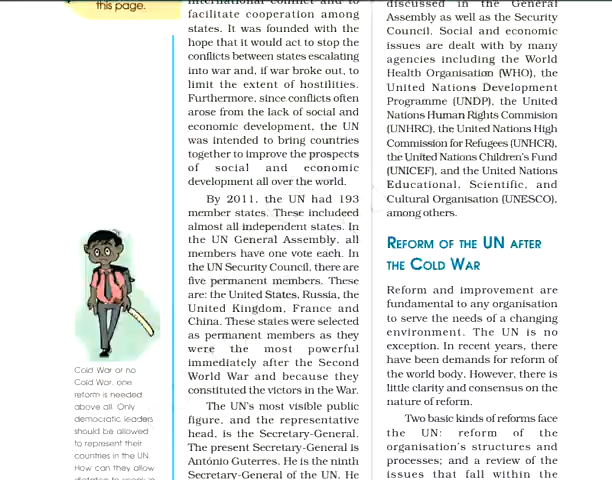 this page.
Cold War or no
Cold War, one
reform is needed
above all. Only
democratic leaders
should be allowed
to represent their
countries in the UN.
How can they allow
international conflict and to
facilitate cooperation among
states. It was founded with the
hope that it would act to stop the
conflicts between states escalating
into war and, if war broke out, to
limit the extent of hostilities.
Furthermore, since conflicts often
arose from the lack of social and
economic development, the UN
was intended to bring countries
together to improve the prospects
of social and economic
development all over the world.
By 2011, the UN had 193
member states. These includeed
almost all independent states. In
the UN General Assembly, all
members have one vote each. In
the UN Security Council, there are
five permanent members. These
are: the United States, Russia, the
United Kingdom, France and
China. These states were selected
as permanent members as they
were the most powerful
immediately after the Second
World War and because they
constituted the victors in the War.
The UN's most visible public
figure, and the representative
head, is the Secretary-General.
The present Secretary-General is
António Guterres. He is the ninth
Secretary-General of the UN. He
discussed in the General
Assembly as well as the Security
Council. Social and economic
issues are dealt with by many
agencies including the World
Health Organisation (WHO), the
United Nations Development
Programme (UNDP), the United
Nations Human Rights Commision
(UNHRC), the United Nations High
Commission for Refugees (UNHCR),
the United Nations Children's Fund
(UNICEF), and the United Nations
Educational, Scientific, and
Cultural Organisation (UNESCO),
among others.
REFORM OF THE UN AFTER
THE COLD WAR
Reform and improvement are
fundamental to any organisation
to serve the needs of a changing
environment. The UN is no
exception. In recent years, there
have been demands for reform of
the world body. However, there is
little clarity and consensus on the
nature of reform.
Two basic kinds of reforms face
the UN: reform of the
organisation's structures and
processes; and a review of the
issues that fall within the